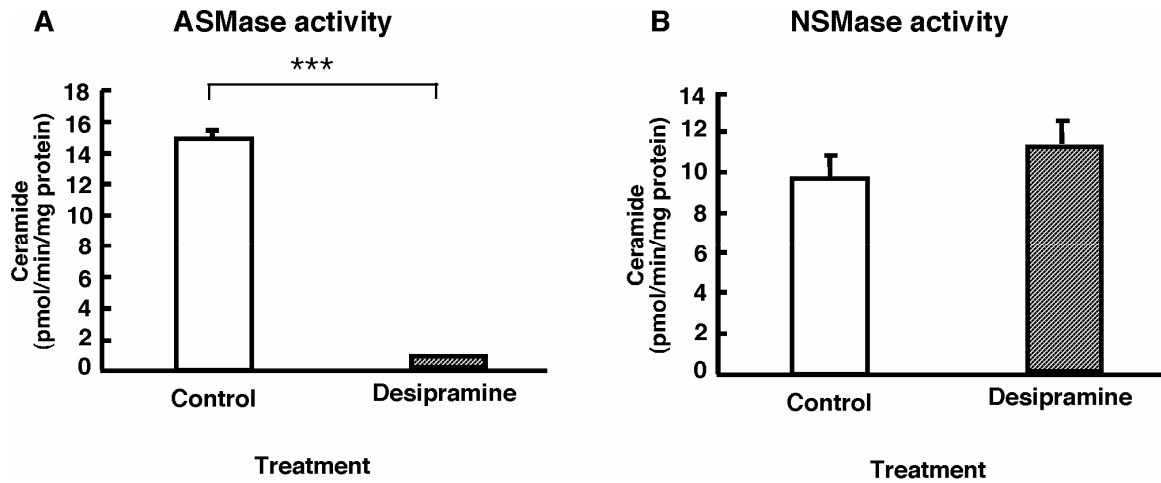 A
ASMase activity
***
Ceramide
(pmol/min/mg protein)
18
16
14
12
10
8
6
4
2
0
Control
Desipramine
Treatment
B
NSMase activity
Ceramide
(pmol/min/mg protein)
14
12
10
8
6
4
2
0
Control
Desipramine
Treatment